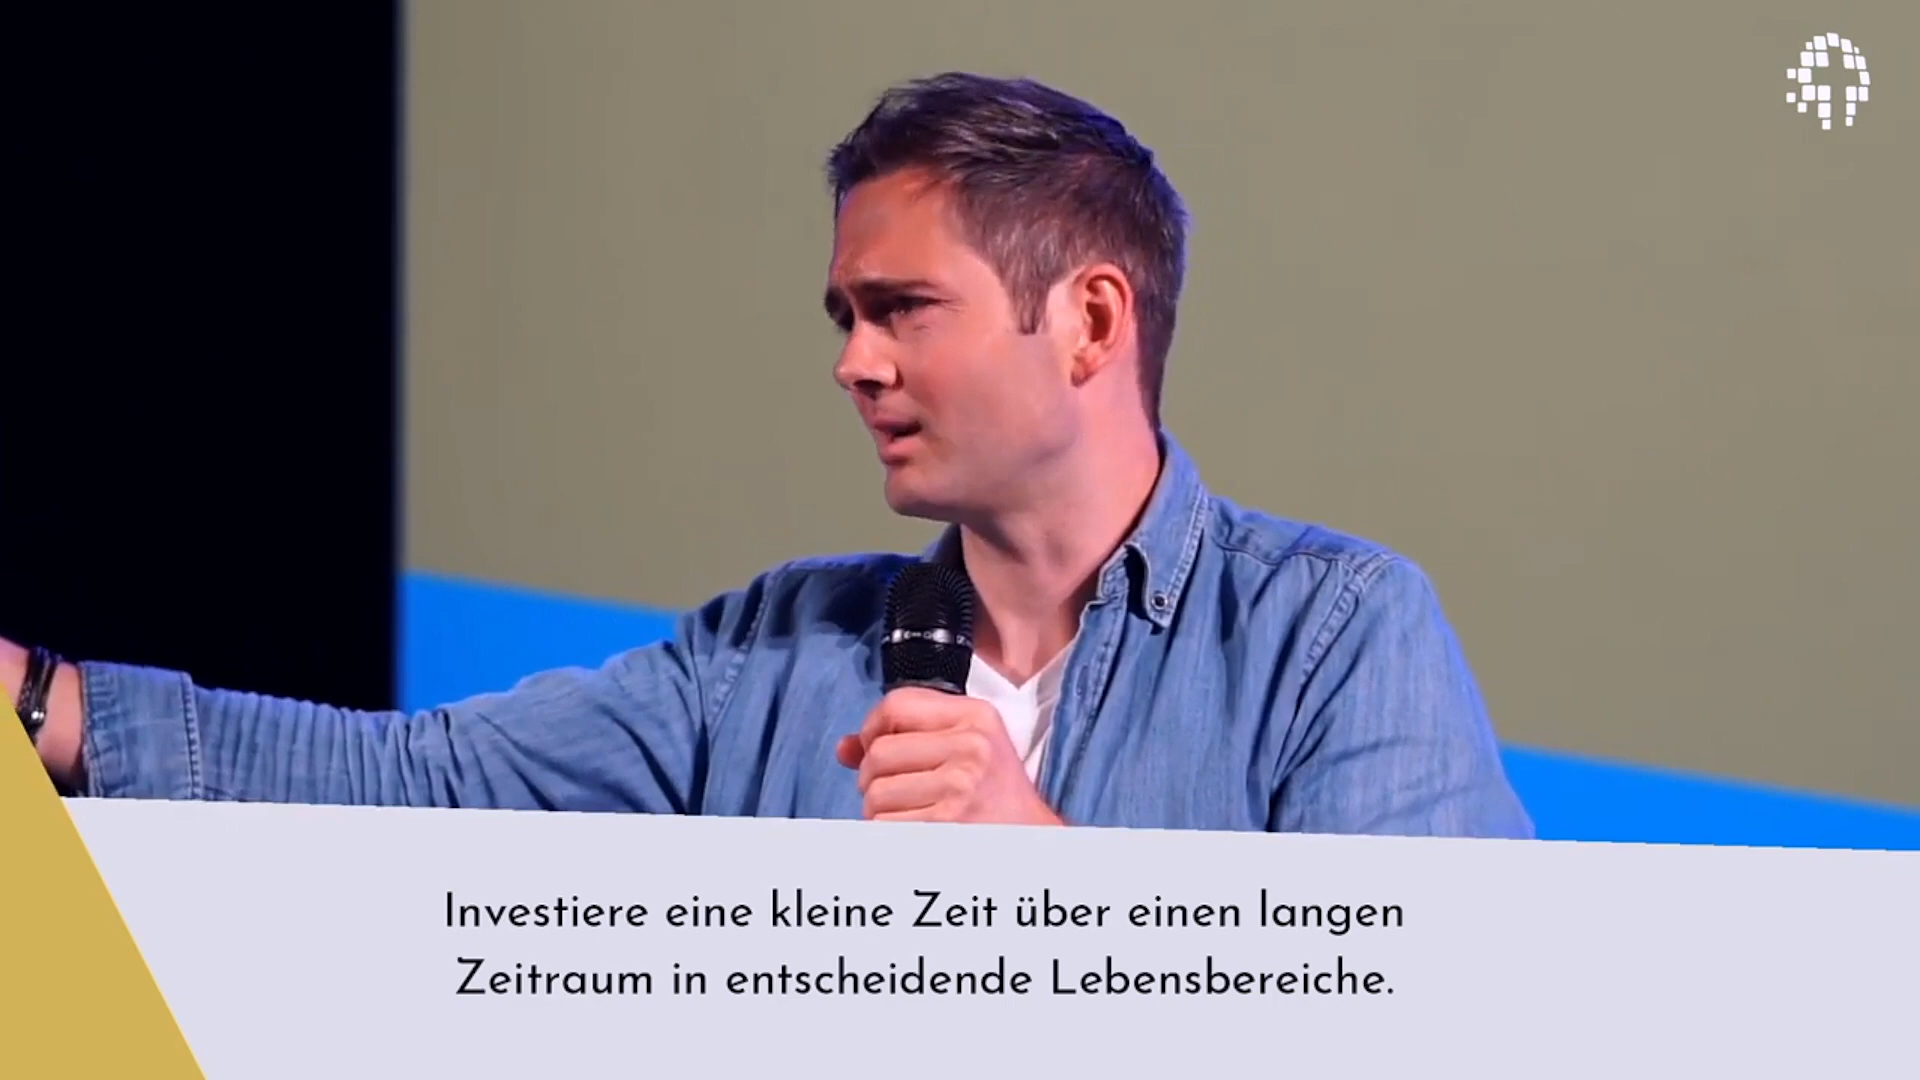 Investiere eine kleine Zeit über einen langen
Zeitraum in entscheidende Lebensbereiche.